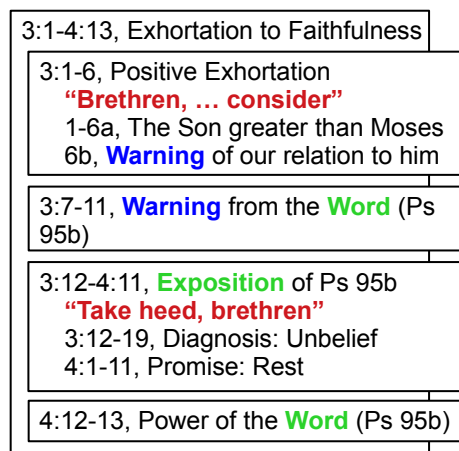 3:1-4:13, Exhortation to Faithfulness
3:1-6, Positive Exhortation
“Brethren, … consider”
1-6a, The Son greater than Moses
6b, Warning of our relation to him
3:7-11, Warning from the Word (Ps
95b)
3:12-4:11, Exposition of Ps 95b
“Take heed, brethren”
3:12-19, Diagnosis: Unbelief
4:1-11, Promise: Rest
4:12-13, Power of the Word (Ps 95b)